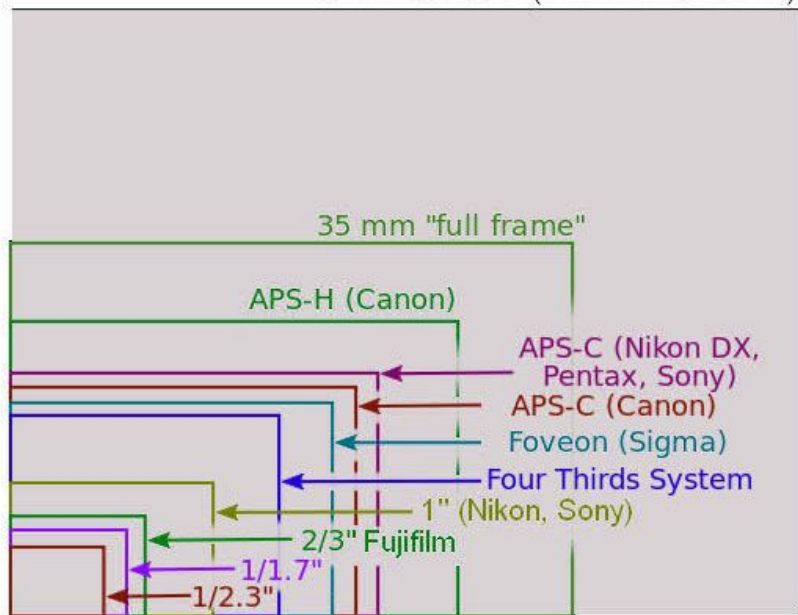 35 mm "full frame"
APS-H (Canon)
APS-C (Nikon DX,
Pentax, Sony)
APS-C (Canon)
Foveon (Sigma)
Four Thirds System
1" (Nikon, Sony)
2/3" Fujifilm
1/1.7"
1/2.3"